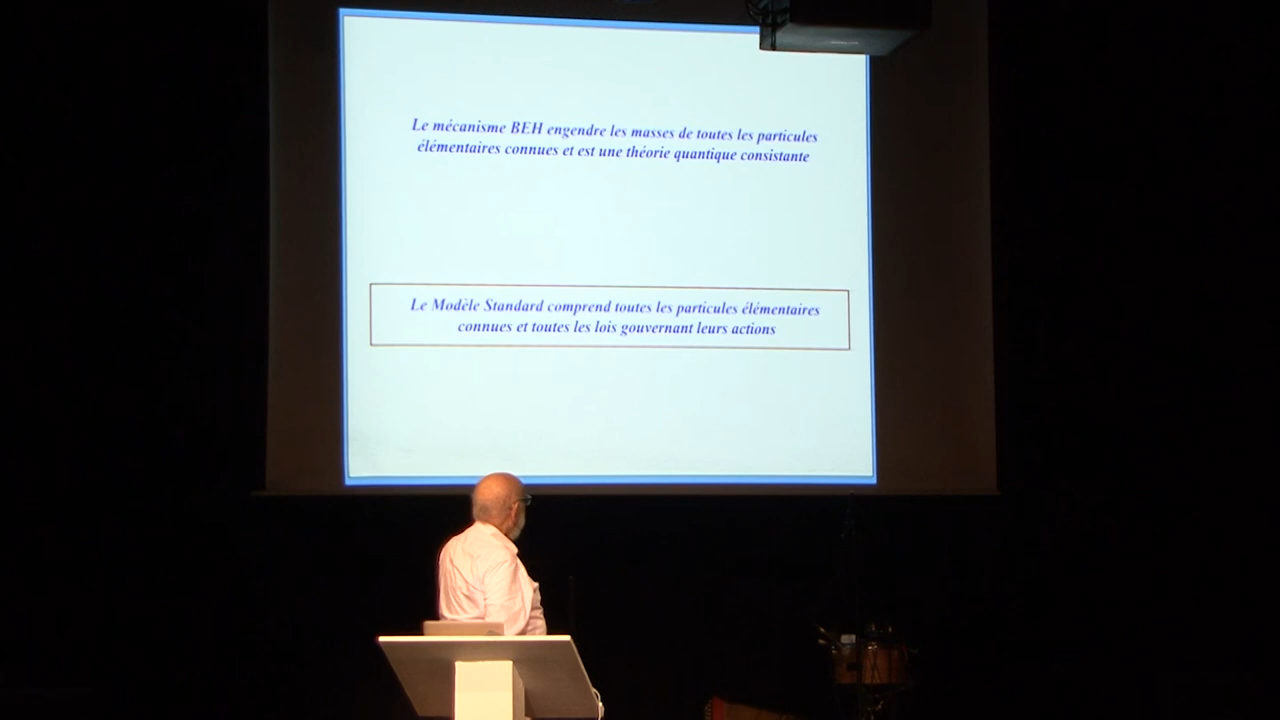 Le mécanisme BEH engendre les masses de toutes les particules
élémentaires connues et est une théorie quantique consistante
Le Modèle Standard comprend toutes les particules élémentaires
connues et toutes les lois gouvernant leurs actions